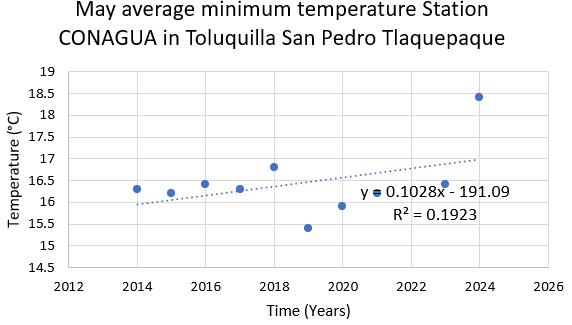 May average minimum temperature Station
CONAGUA in Toluquilla San Pedro Tlaquepaque
Temperature (°C)
19
18.5
18
17.5
17
16.5
16
15.5
15
14.5
y = 0.1028x - 191.09
R² = 0.1923
2012 2014 2016 2018 2020 2022 2024 2026
Time (Years)